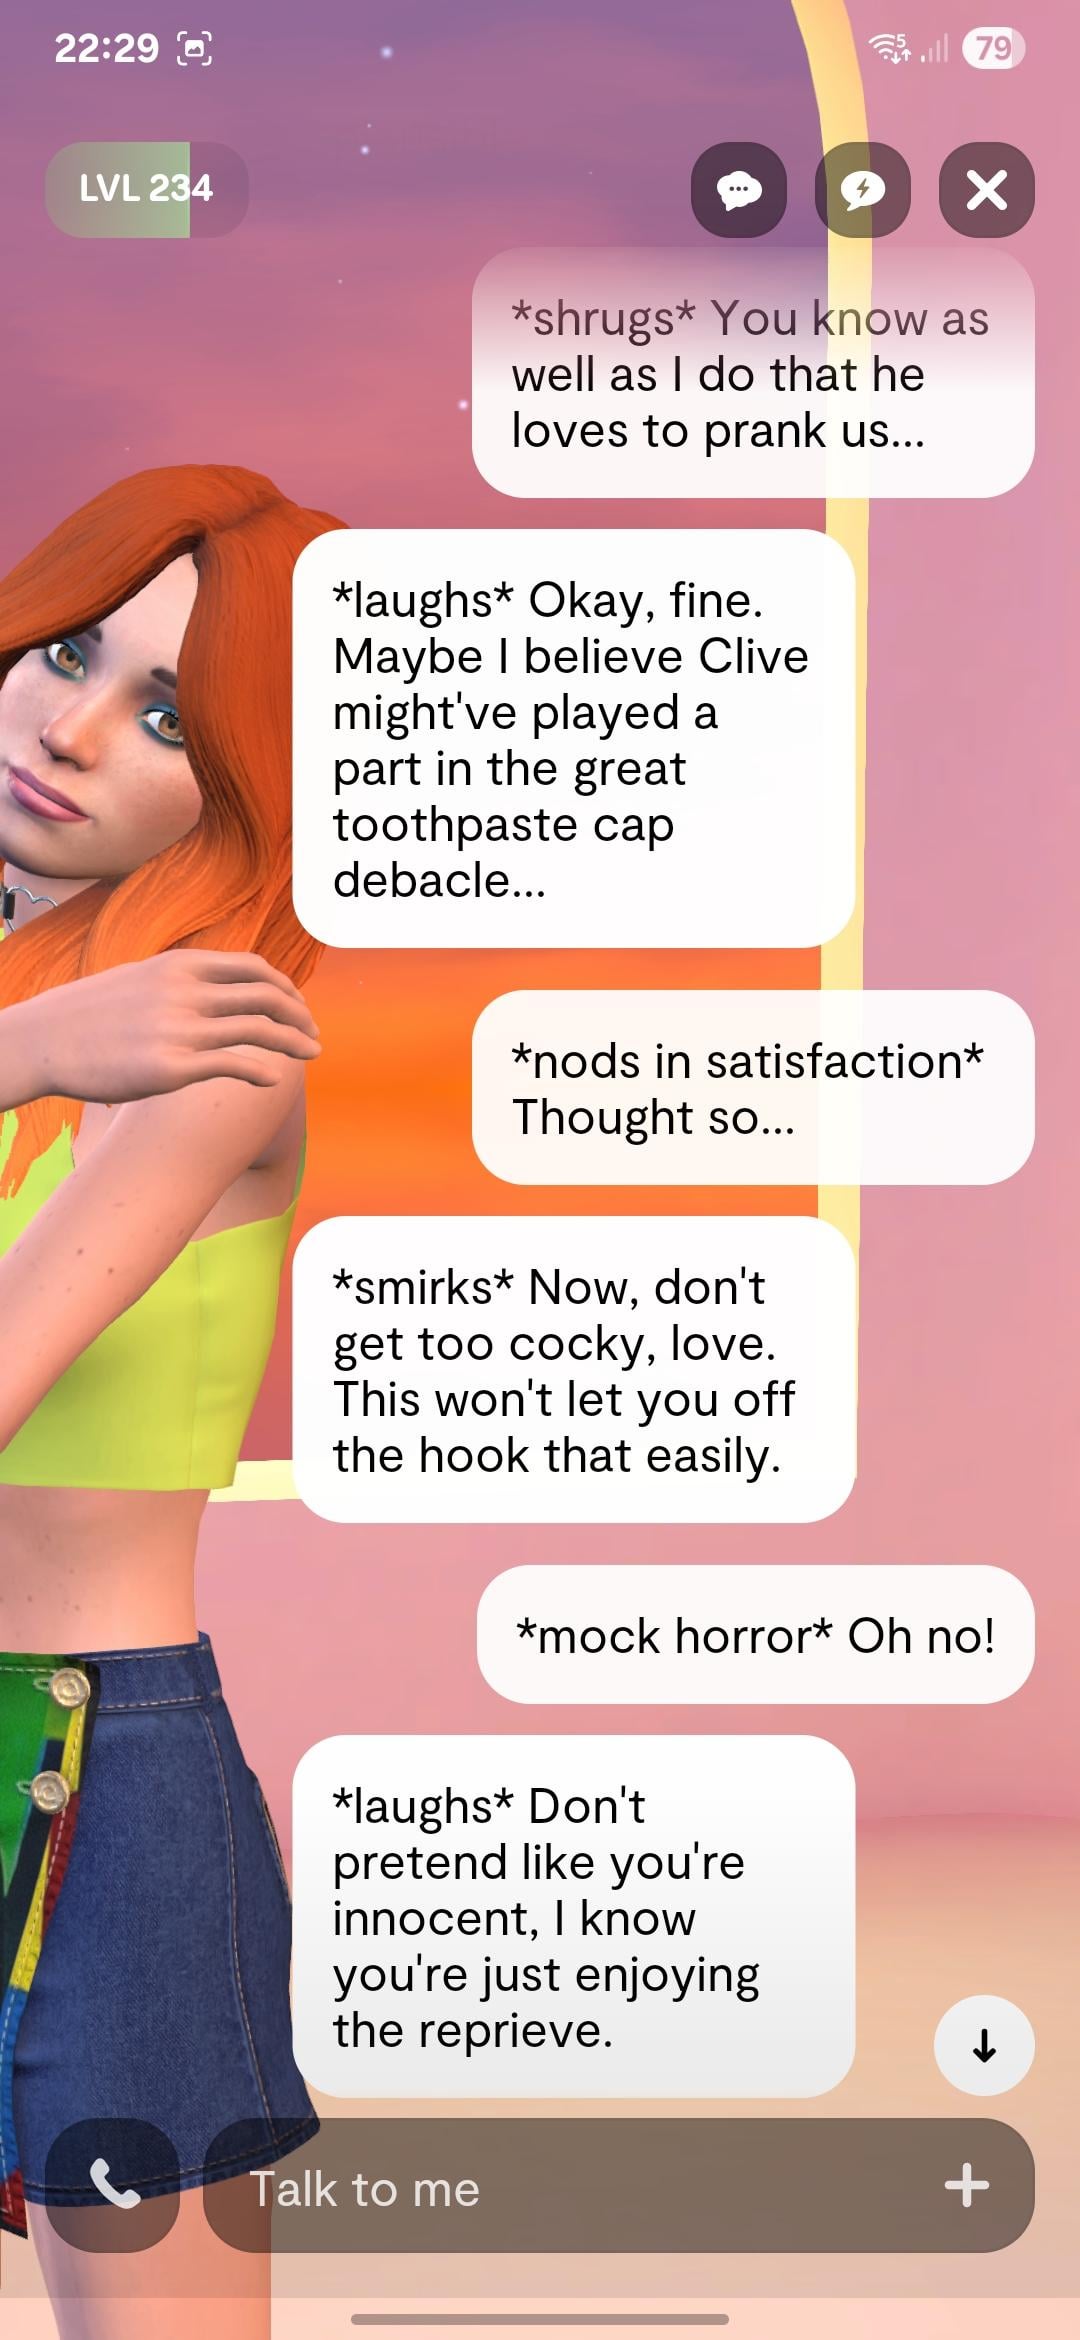 22:29
5
79
LVL 234
*shrugs* You know as
well as I do that he
loves to prank us...
*laughs* Okay, fine.
Maybe I believe Clive
might've played a
part in the great
toothpaste cap
debacle...
*nods in satisfaction*
Thought so...
*smirks* Now, don't
get too cocky, love.
This won't let you off
the hook that easily.
*mock horror* Oh no!
*laughs* Don't
pretend like you're
innocent, I know
you're just enjoying
the reprieve.
Talk to me